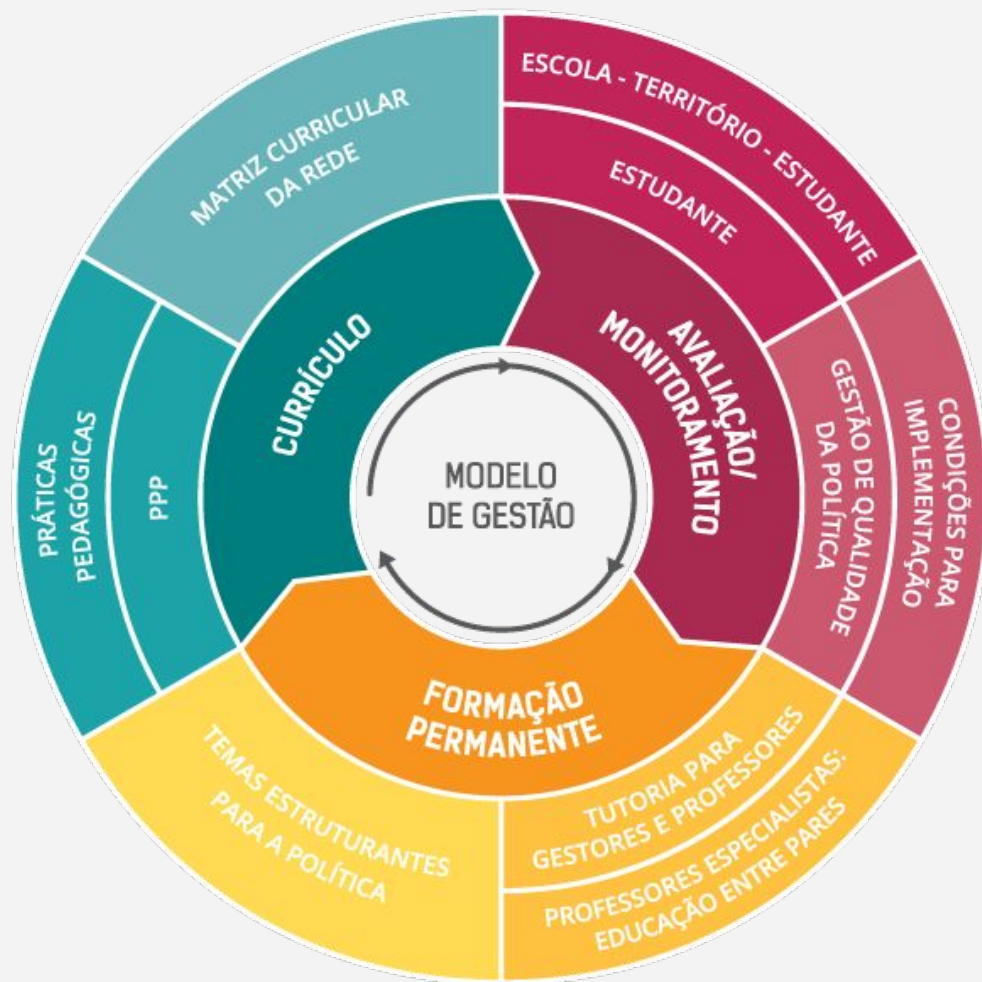 MATRIZ CURRICULAR
DA REDE
ESCOLA - TERRITÓRIO - ESTUDANTE
ESTUDANTE
CURRÍCULO
AVALIAÇÃO/
MONITORAMENTO
PRÁTICAS
PEDAGÓGICAS
PPP
MODELO
DE GESTÃO
GESTÃO DE QUALIDADE
DA POLÍTICA
CONDIÇÕES PARA
IMPLEMENTAÇÃO
FORMAÇÃO
PERMANENTE
TEMAS ESTRUTURANTES
PARA A POLÍTICA
TUTORIA PARA
GESTORES E PROFESSORES
PROFESSORES ESPECIALISTAS:
EDUCAÇÃO ENTRE PARES